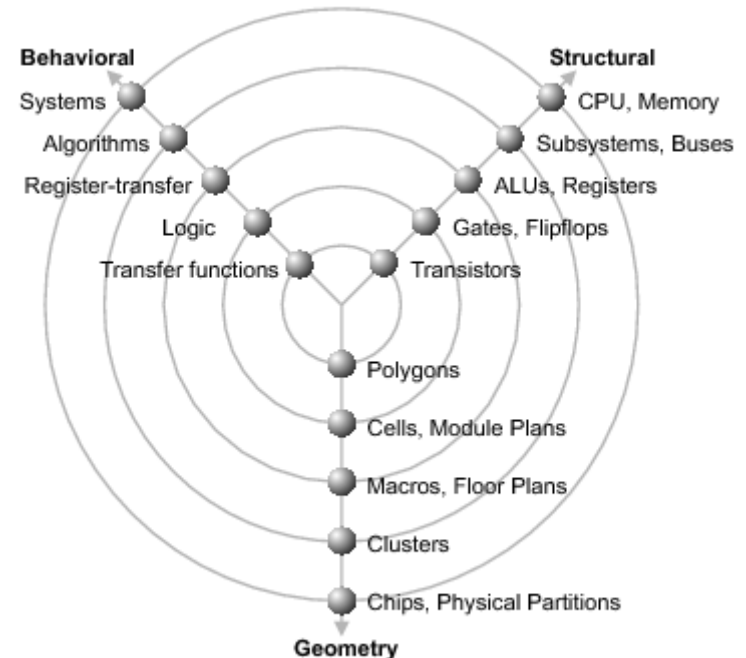 Behavioral
Structural
Systems
CPU, Memory
Algorithms
Subsystems, Buses
Register-transfer
ALUs, Registers
Logic
Gates, Flipflops
Transfer functions
Transistors
Polygons
Cells, Module Plans
Macros, Floor Plans
Clusters
Chips, Physical Partitions
Geometry